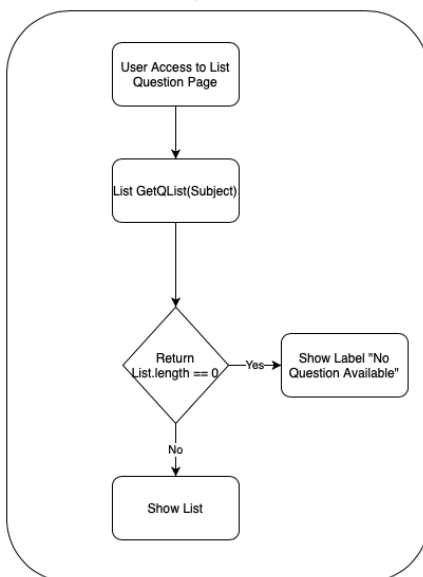 User Access to List
Question Page
List GetQList(Subject)
Return
List.length == 0
Yes
Show Label "No
Question Available"
No
Show List